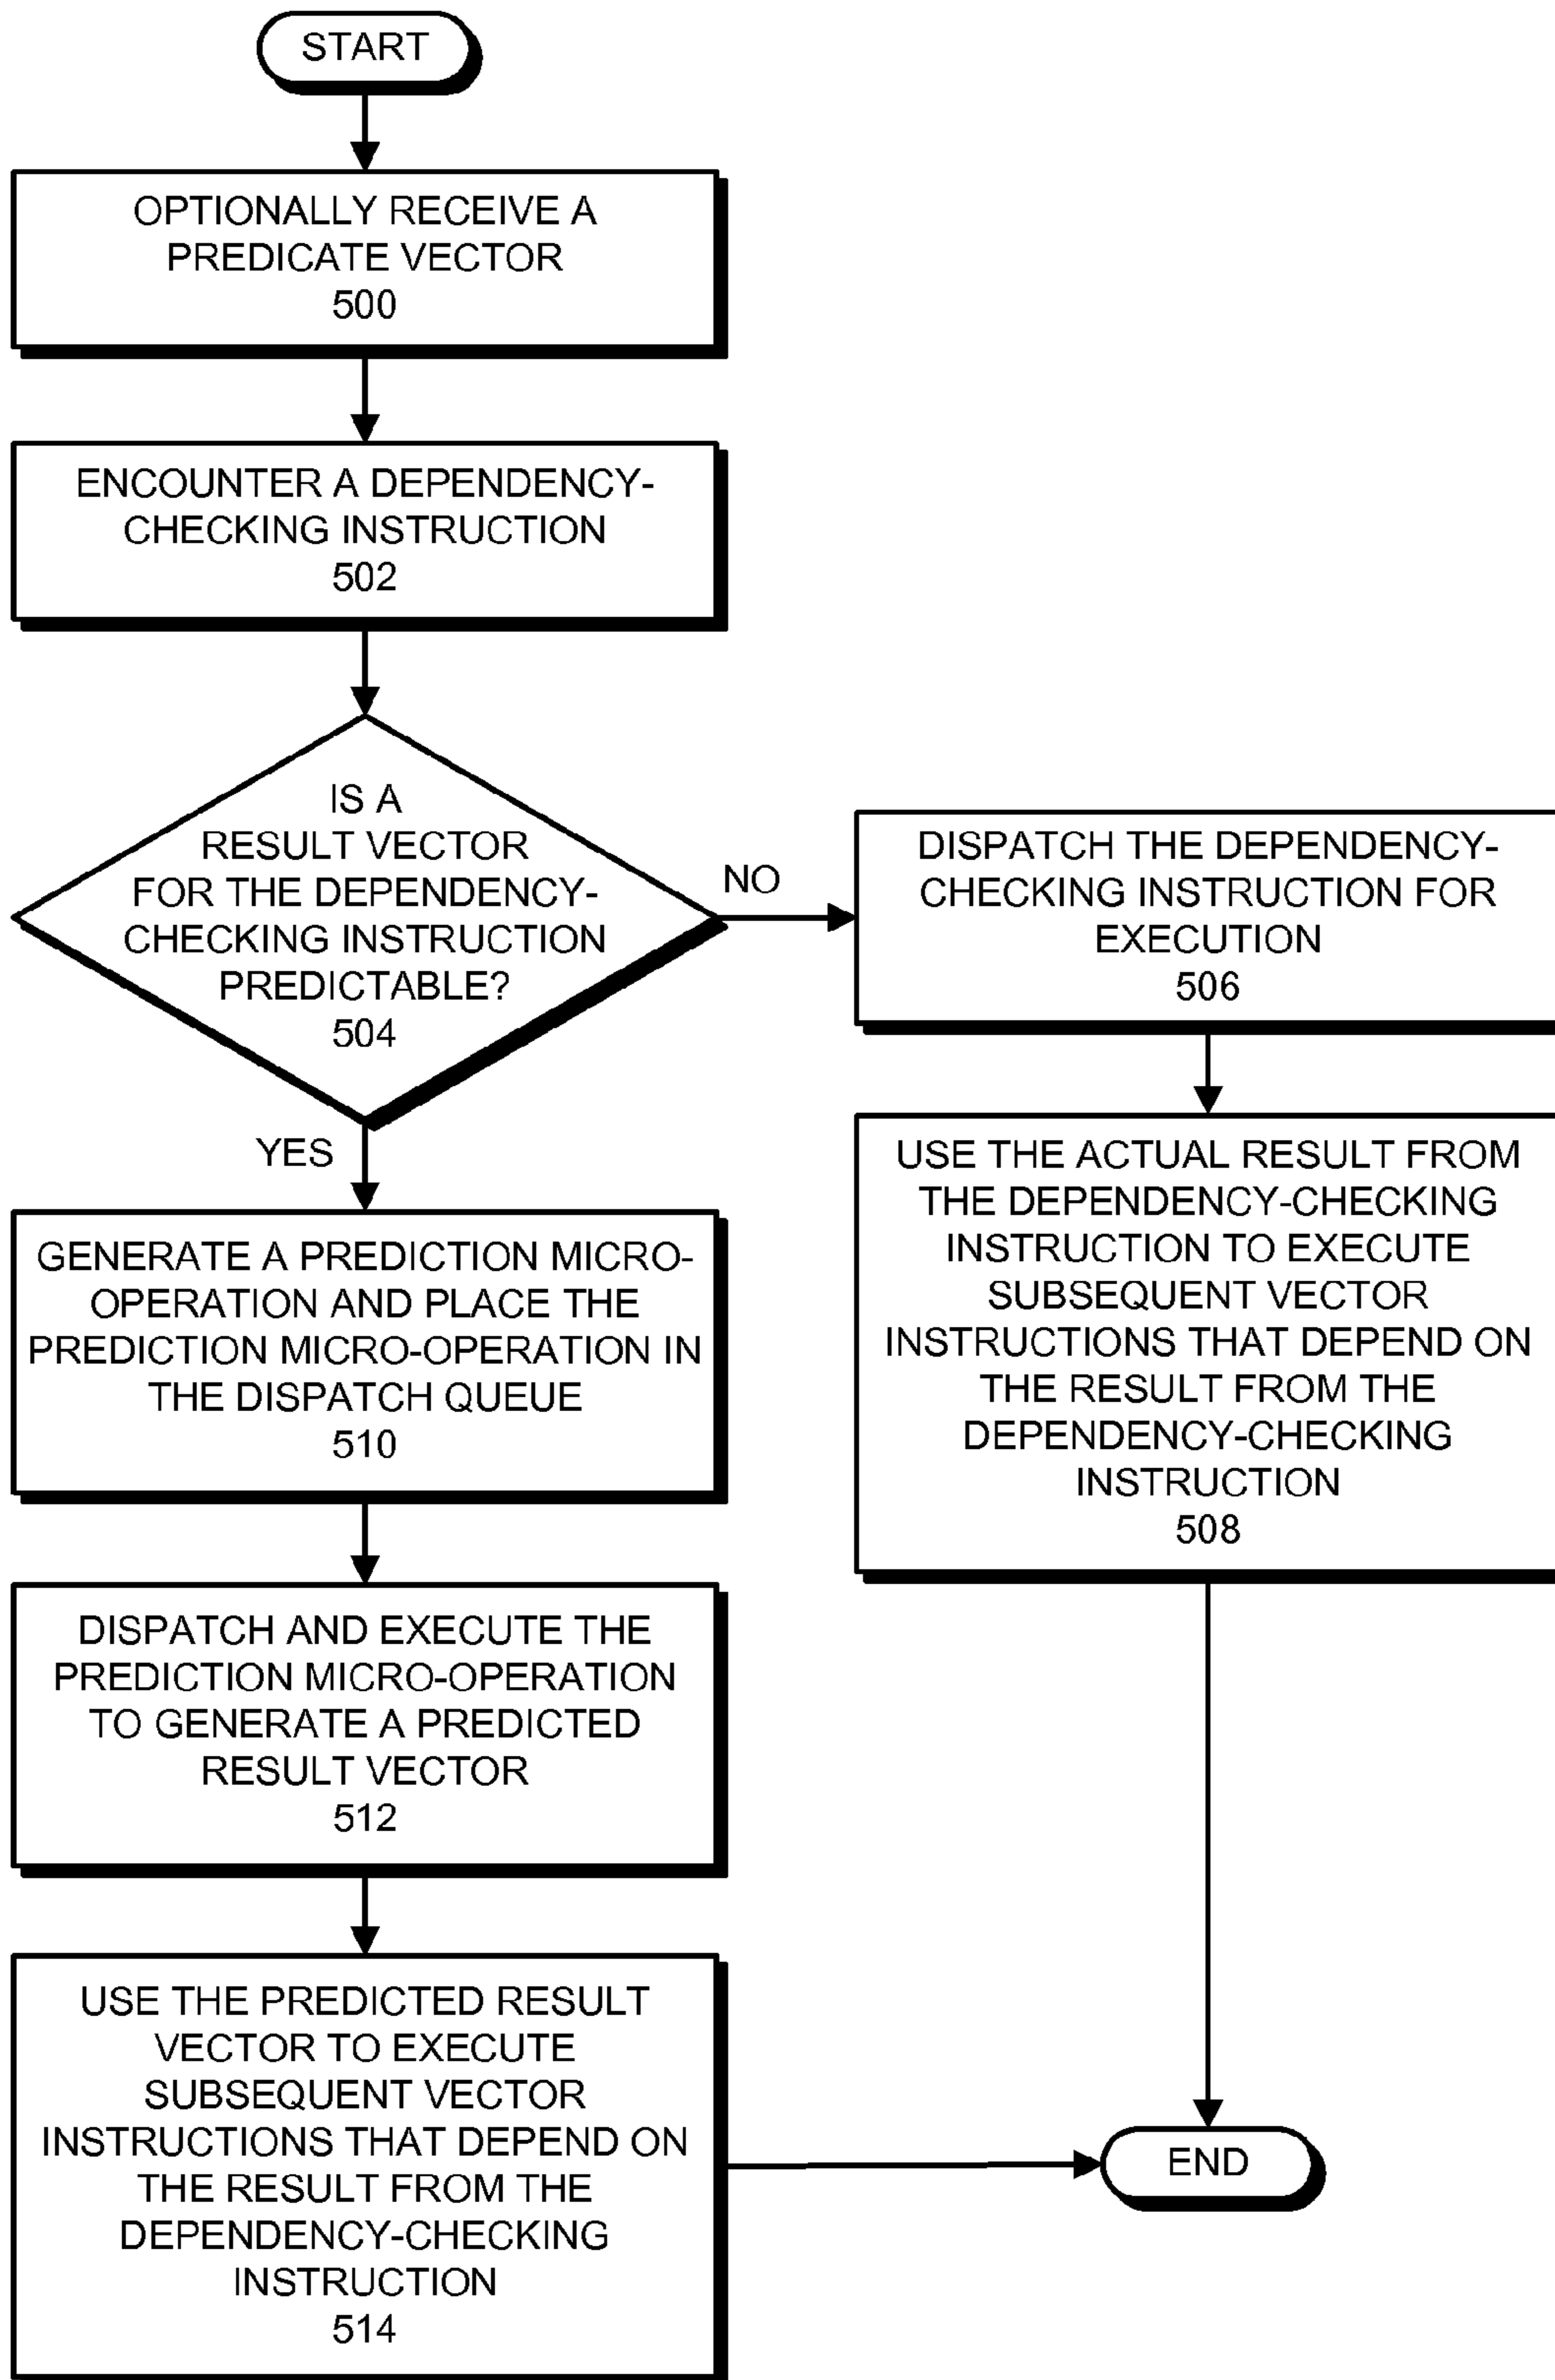 START
OPTIONALLY RECEIVE A
PREDICATE VECTOR
500
ENCOUNTER A DEPENDENCY-
CHECKING INSTRUCTION
502
IS A
RESULT VECTOR
FOR THE DEPENDENCY-
CHECKING INSTRUCTION
PREDICTABLE?
504
NO
DISPATCH THE DEPENDENCY-
CHECKING INSTRUCTION FOR
EXECUTION
506
USE THE ACTUAL RESULT FROM
THE DEPENDENCY-CHECKING
INSTRUCTION TO EXECUTE
SUBSEQUENT VECTOR
INSTRUCTIONS THAT DEPEND ON
THE RESULT FROM THE
DEPENDENCY-CHECKING
INSTRUCTION
508
YES
GENERATE A PREDICTION MICRO-
OPERATION AND PLACE THE
PREDICTION MICRO-OPERATION IN
THE DISPATCH QUEUE
510
DISPATCH AND EXECUTE THE
PREDICTION MICRO-OPERATION
TO GENERATE A PREDICTED
RESULT VECTOR
512
USE THE PREDICTED RESULT
VECTOR TO EXECUTE
SUBSEQUENT VECTOR
INSTRUCTIONS THAT DEPEND ON
THE RESULT FROM THE
DEPENDENCY-CHECKING
INSTRUCTION
514
END